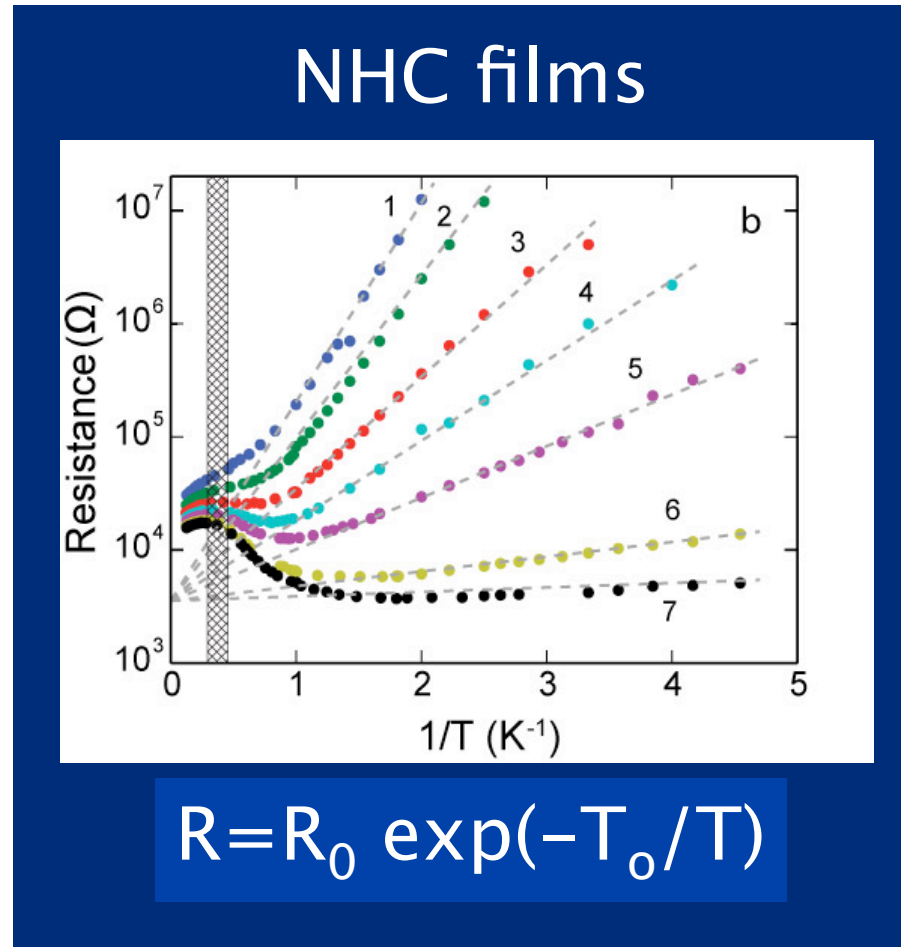 NHC films
b
10⁷
10⁶
10⁵
10⁴
10³
Resistance (Ω)
1
2
3
4
5
6
7
0 1 2 3 4 5
1/T (K⁻¹)
R=R₀ exp(-Tₒ/T)